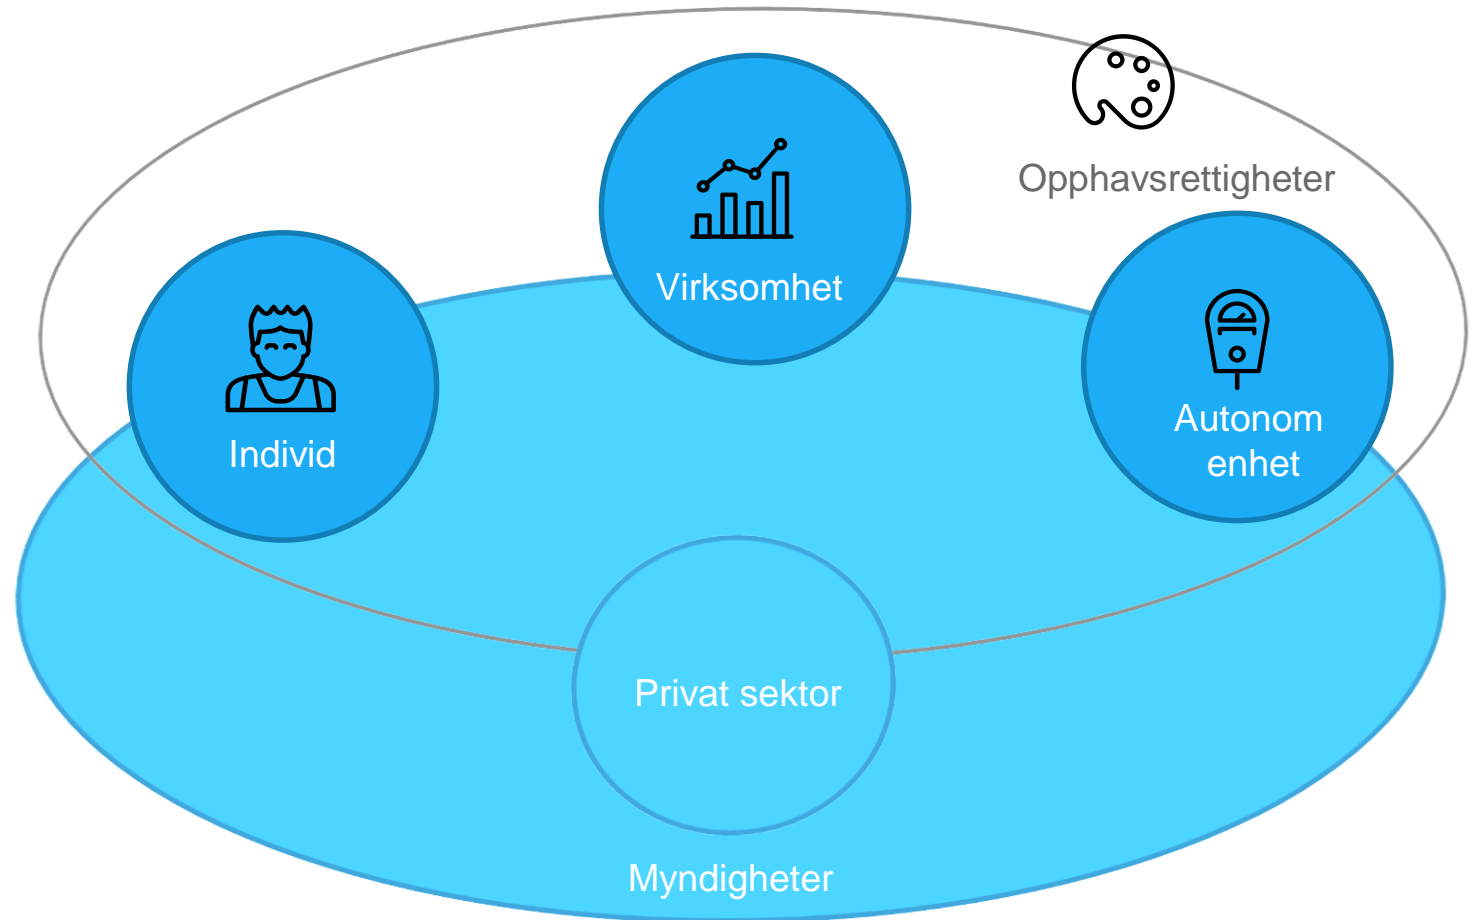 Opphavsrettigheter
Virksomhet
Individ
Autonom
enhet
Privat sektor
Myndigheter